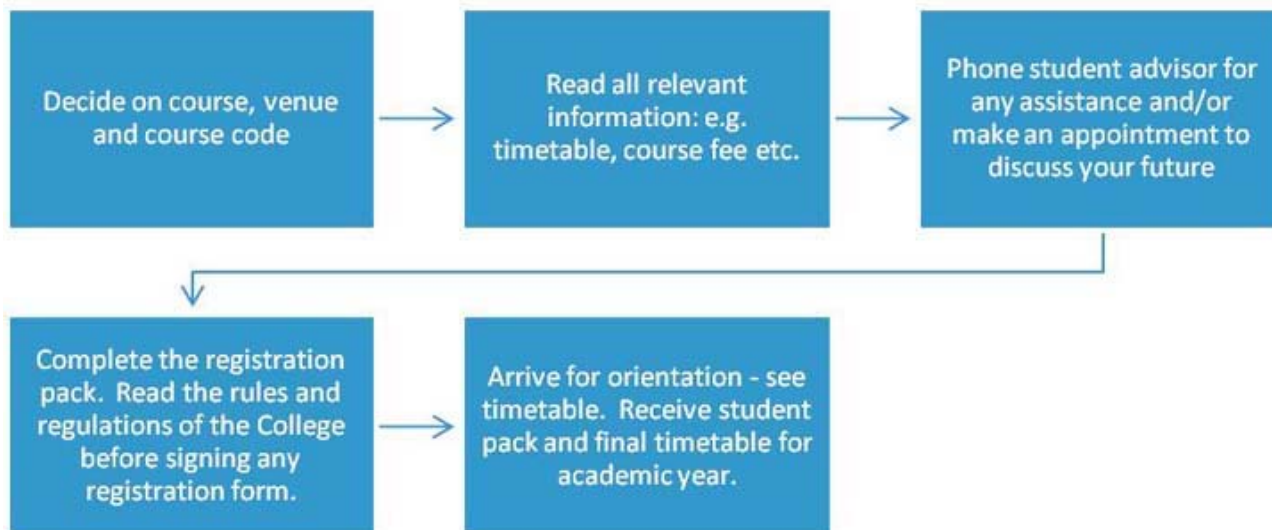 Decide on course, venue
and course code
Read all relevant
information: e.g.
timetable, course fee etc.
Phone student advisor for
any assistance and/or
make an appointment to
discuss your future
Complete the registration
pack. Read the rules and
regulations of the College
before signing any
registration form.
Arrive for orientation - see
timetable. Receive student
pack and final timetable for
academic year.